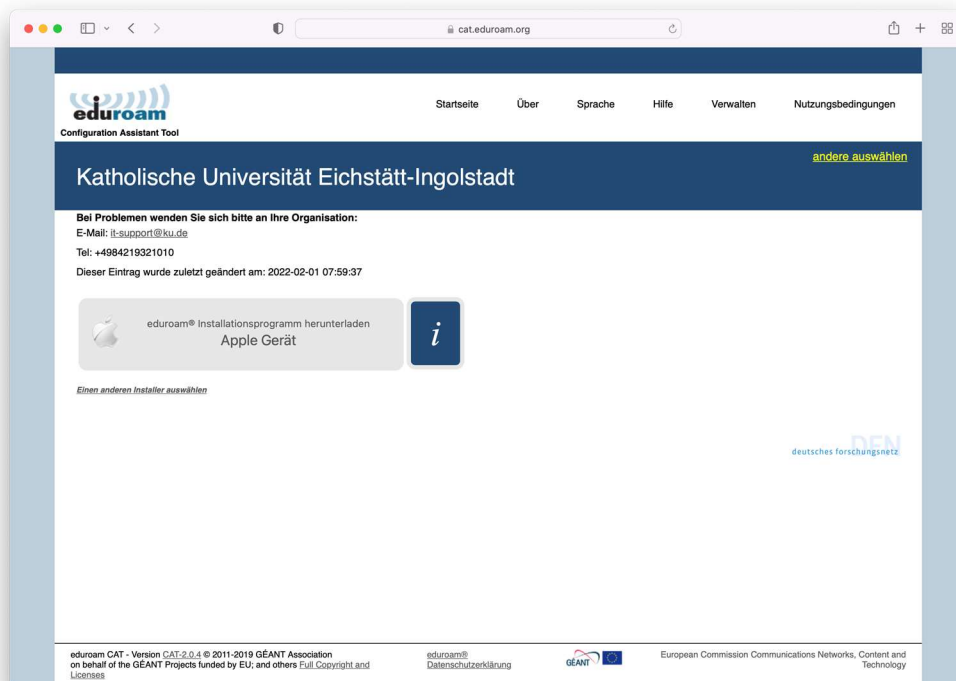 cat.eduroam.org
eduroam
Configuration Assistant Tool
Startseite Über Sprache Hilfe Verwalten Nutzungsbedingungen
andere auswählen
Katholische Universität Eichstätt-Ingolstadt
Bei Problemen wenden Sie sich bitte an Ihre Organisation:
E-Mail: it-support@ku.de
Tel: +4984219321010
Dieser Eintrag wurde zuletzt geändert am: 2022-02-01 07:59:37
eduroam® Installationsprogramm herunterladen
Apple Gerät
i
Einen anderen Installer auswählen
DFN
deutsches forschungsnetz
eduroam CAT - Version CAT-2.0.4 © 2011-2019 GÉANT Association
on behalf of the GÉANT Projects funded by EU; and others Full Copyright and
Licenses
eduroam®
Datenschutzerklärung
GÉANT
European Commission Communications Networks, Content and
Technology